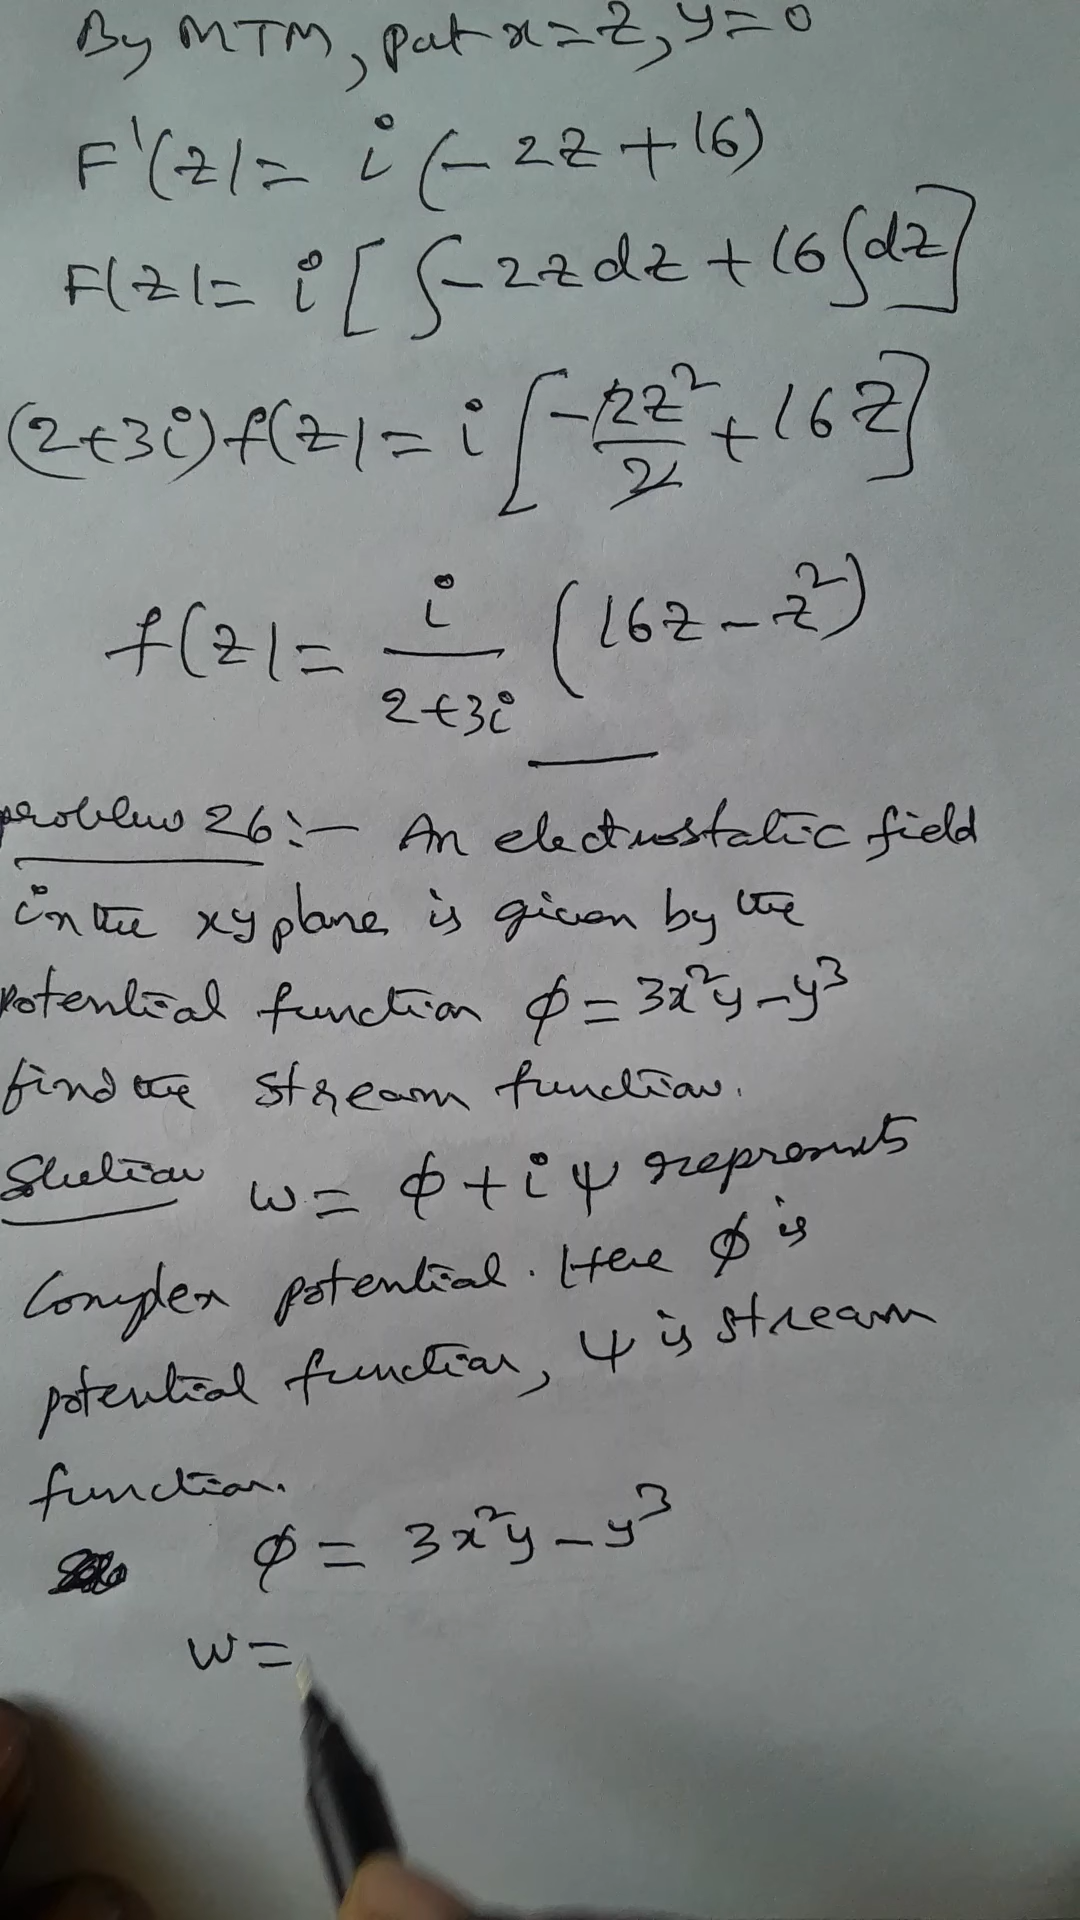 By MTM, put x=z, y=0
F'(z)= i(-2z+16)
F(z)= i[∫-2zdz+16∫dz]
(2+3i)f(z)= i[-2z²/2+16z]
f(z)= i/2+3i (16z-z²)
problem 26:- An electrostatic field
in the xy plane is given by the
potential function ϕ=3x²y-y³
find the stream function.
Solution w= ϕ+iψ represents
Complex potential. Here ϕ is
potential function, ψ is stream
function.
ϕ= 3x²y-y³
w=